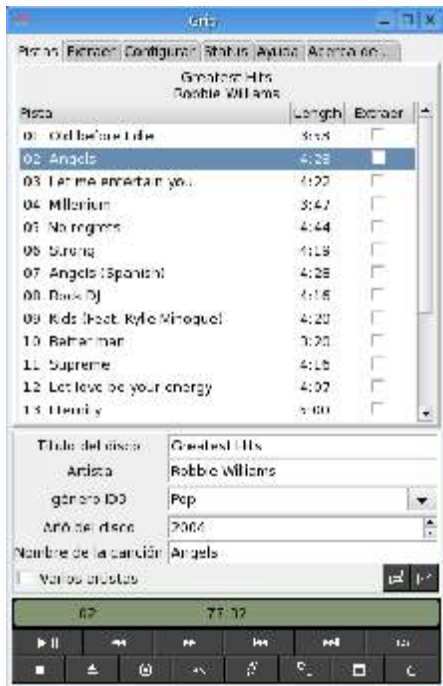 Grip
Pistas Extraer Configurar Status Ayuda Acerca de ...
Greatest Hits
Robbie Williams
Pista Length Extraer
01 Old before I die 3:53
02 Angels 4:28
03 Let me entertain you 4:22
04 Millenium 3:47
05 No regrets 4:44
06 Strong 4:19
07 Angels (Spanish) 4:28
08 Rock DJ 4:16
09 Kids (Feat. Kylie Minogue) 4:20
10 Better man 3:20
11 Supreme 4:16
12 Let love be your energy 4:07
13 Eternity 5:00
Título del disco Greatest Hits
Artista Robbie Williams
género ID3 Pop
Año del disco 2004
Nombre de la canción Angels
Varios artistas
02